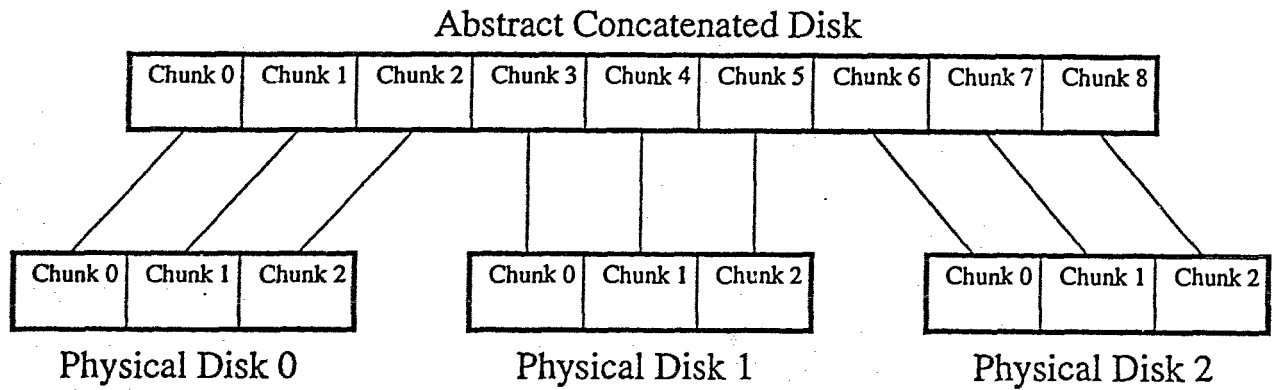 Abstract Concatenated Disk
Chunk 0 Chunk 1 Chunk 2 Chunk 3 Chunk 4 Chunk 5 Chunk 6 Chunk 7 Chunk 8
Chunk 0 Chunk 1 Chunk 2 Chunk 0 Chunk 1 Chunk 2 Chunk 0 Chunk 1 Chunk 2
Physical Disk 0 Physical Disk 1 Physical Disk 2